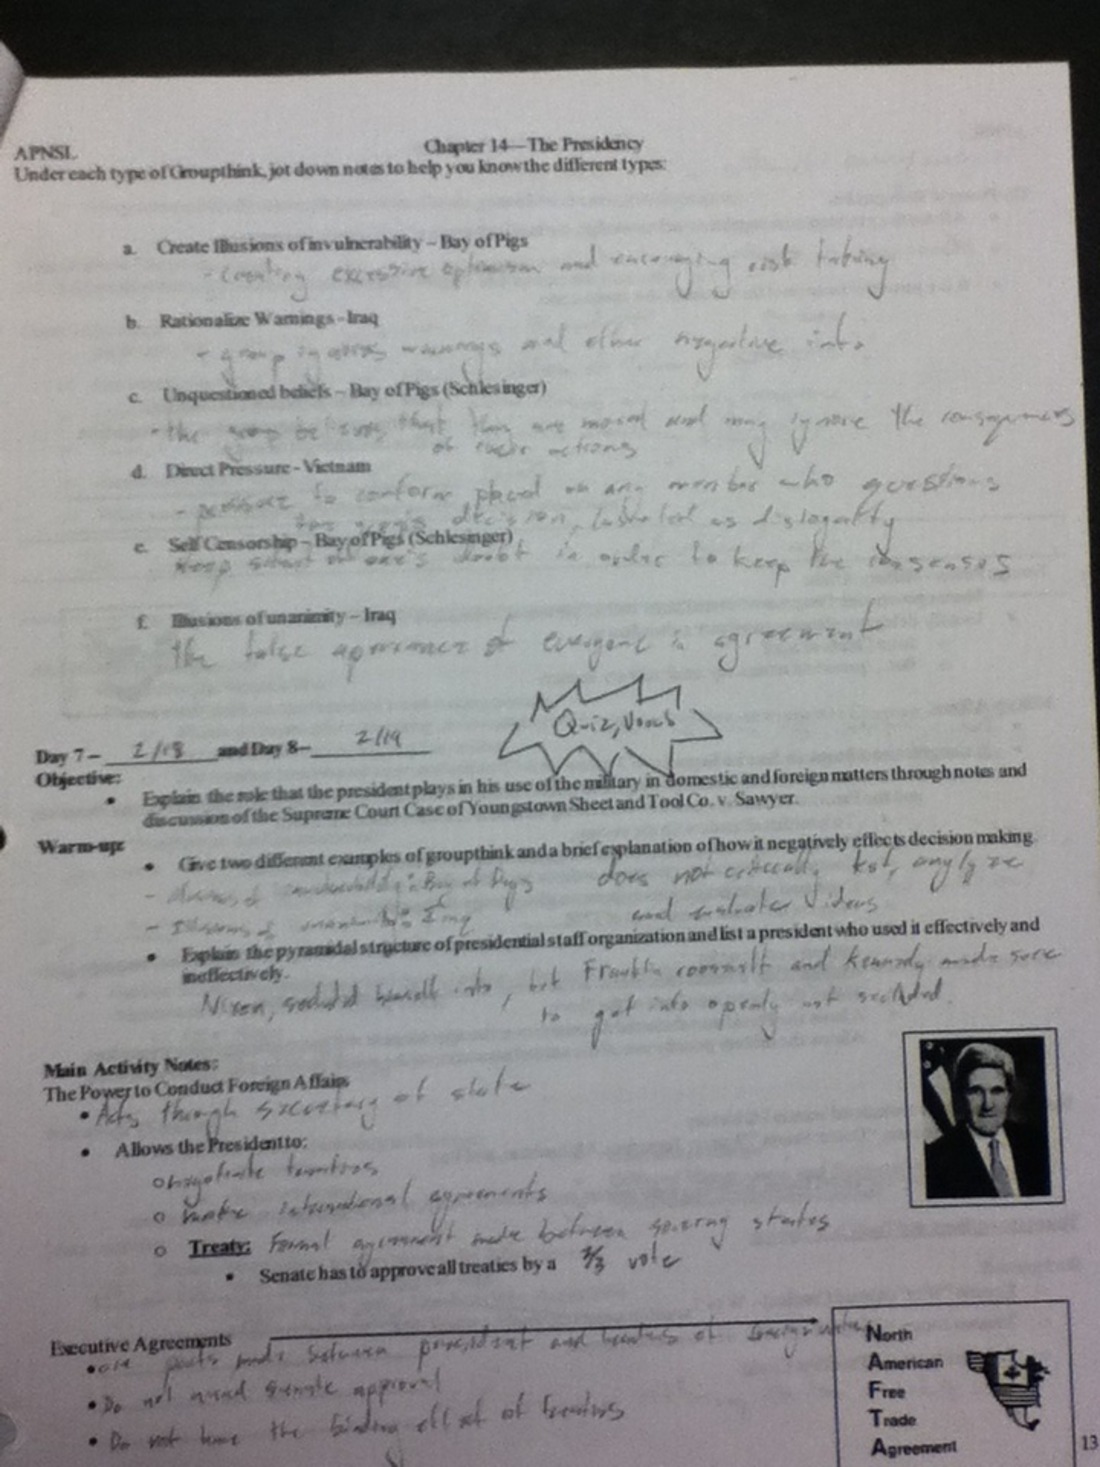 APNSL
Chapter 14—The Presidency
Under each type of Groupthink, jot down notes to help you know the different types:
a. Create Illusions of invulnerability – Bay of Pigs
- creating excessive optimism and encouraging risk taking
b. Rationalize Warnings - Iraq
- group ignores warnings and other negative info
c. Unquestioned beliefs – Bay of Pigs (Schlesinger)
- the group believes that they are moral and may ignore the consequences
of their actions
d. Direct Pressure - Vietnam
- pressure to conform placed on any member who questions
the group's decision, labeled as disloyalty
e. Self Censorship – Bay of Pigs (Schlesinger)
keep silent of one's doubt in order to keep the consensus
f. Illusions of unanimity – Iraq
the false appearance of everyone in agreement
Quiz, Vocab
Day 7 – 2/18 and Day 8– 2/19
Objective:
• Explain the role that the president plays in his use of the military in domestic and foreign matters through notes and
discussion of the Supreme Court Case of Youngstown Sheet and Tool Co. v. Sawyer.
Warm-up:
• Give two different examples of groupthink and a brief explanation of how it negatively effects decision making.
- Illusions of invulnerability: Bay of Pigs does not critically test, anylyze
- Illusions of unanimity: Iraq and
• Explain the pyramidal structure of presidential staff organization and list a president who used it effectively and
ineffectively.
Nixon, himself info, but Franklin roosevelt and Kennedy made sure
to get info openly not secluded.
Main Activity Notes:
The Power to Conduct Foreign Affairs
• Acts through secretary of state
• Allows the President to:
o negotiate treaties
o make international agreements
o Treaty: Formal agreement made between states
• Senate has to approve all treaties by a 2/3 vote
Executive Agreements
• are pacts made between president and heads of
• Do not need senate approval
• Do not have the binding effect of treaties
North
American
Free
Trade
Agreement
13